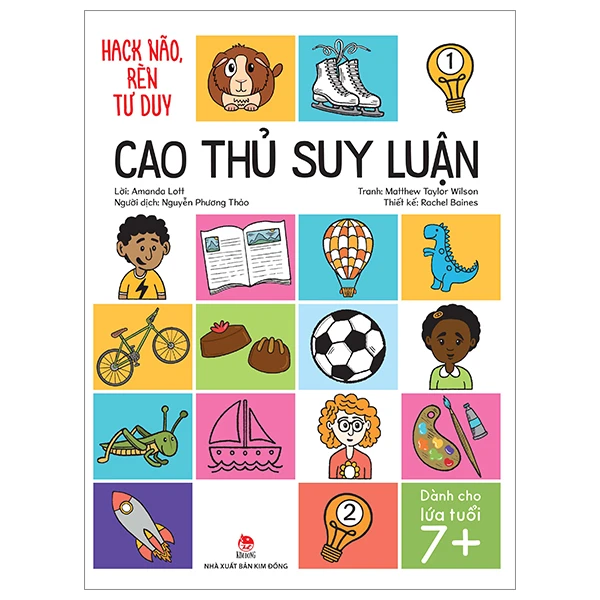 HACK NÃO,
RÈN
TƯ DUY
1
CAO THỦ SUY LUẬN
Lời: Amanda Lott
Tranh: Matthew Taylor Wilson
Người dịch: Nguyễn Phương Thảo
Thiết kế: Rachel Baines
2
Dành cho
lứa tuổi
7+
KIM ĐỒNG
NHÀ XUẤT BẢN KIM ĐỒNG